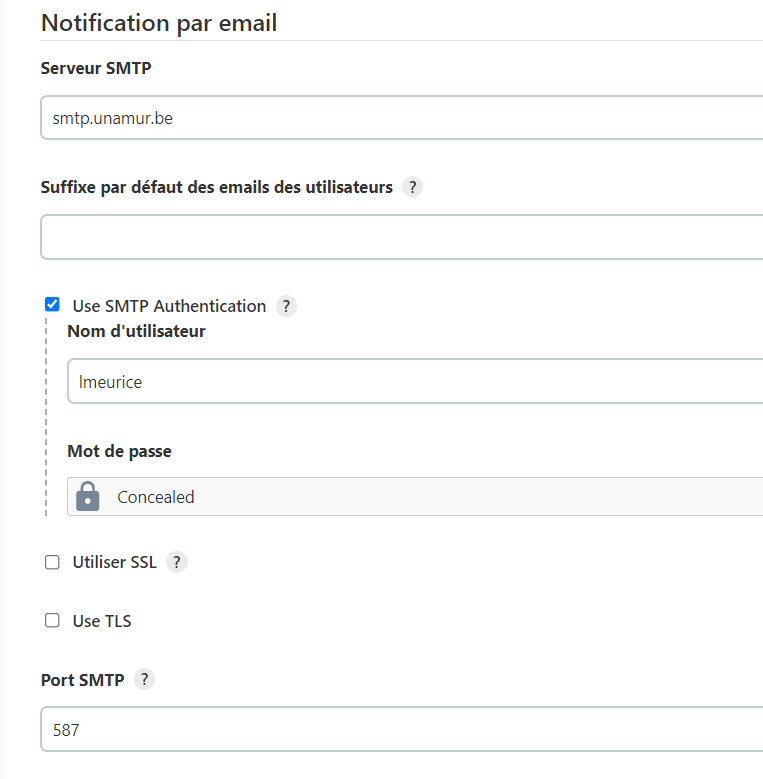 Notification par email
Serveur SMTP
smtp.unamur.be
Suffixe par défaut des emails des utilisateurs ?
Use SMTP Authentication ?
Nom d'utilisateur
lmeurice
Mot de passe
Concealed
Utiliser SSL ?
Use TLS
Port SMTP ?
587